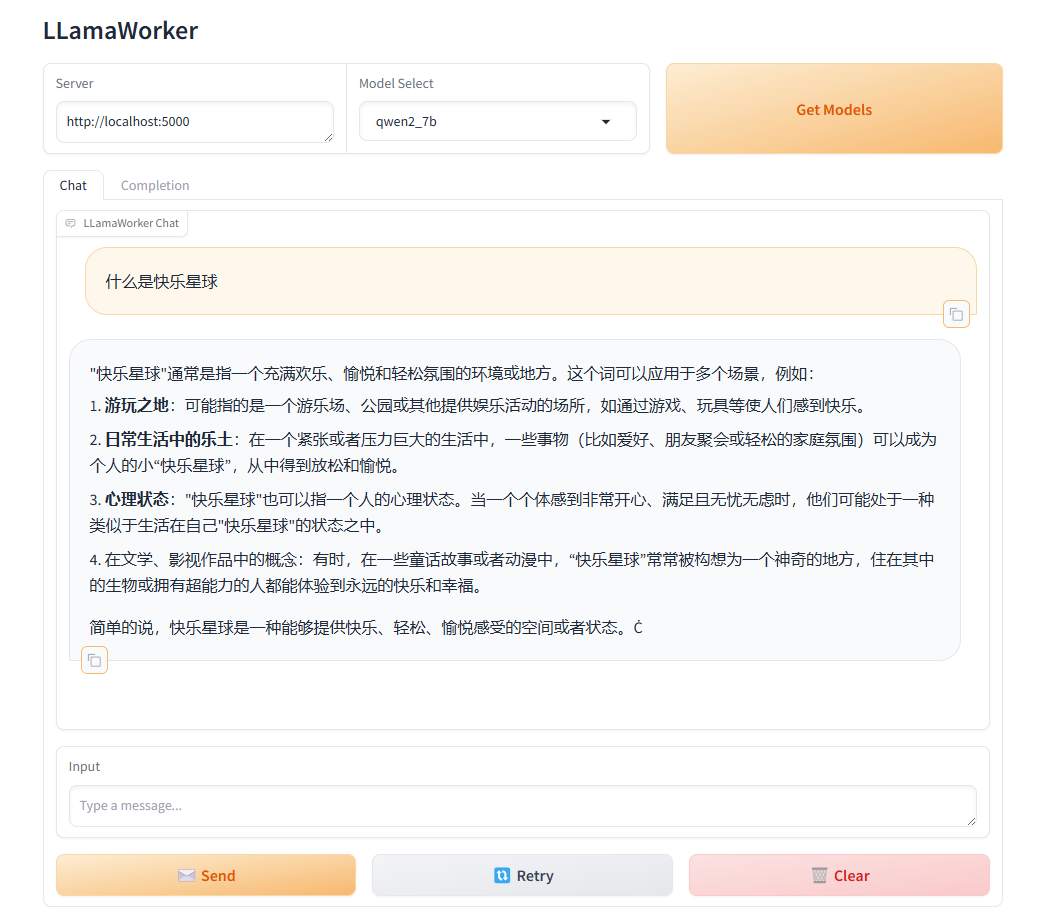 LLamaWorker
Server
Model Select
http://localhost:5000
qwen2_7b
Get Models
Chat
Completion
LLamaWorker Chat
什么是快乐星球
"快乐星球"通常是指一个充满欢乐、愉悦和轻松氛围的环境或地方。这个词可以应用于多个场景，例如：
1. 游玩之地：可能指的是一个游乐场、公园或其他提供娱乐活动的场所，如通过游戏、玩具等使人们感到快乐。
2. 日常生活中的乐土：在一个紧张或者压力巨大的生活中，一些事物（比如爱好、朋友聚会或轻松的家庭氛围）可以成为
个人的小“快乐星球”，从中得到放松和愉悦。
3. 心理状态："快乐星球"也可以指一个人的心理状态。当一个个体感到非常开心、满足且无忧无虑时，他们可能处于一种
类似于生活在自己"快乐星球"的状态之中。
4. 在文学、影视作品中的概念：有时，在一些童话故事或者动漫中，“快乐星球”常常被构想为一个神奇的地方，住在其中
的生物或拥有超能力的人都能体验到永远的快乐和幸福。
简单的说，快乐星球是一种能够提供快乐、轻松、愉悦感受的空间或者状态。Ċ
Input
Type a message...
Send
Retry
Clear